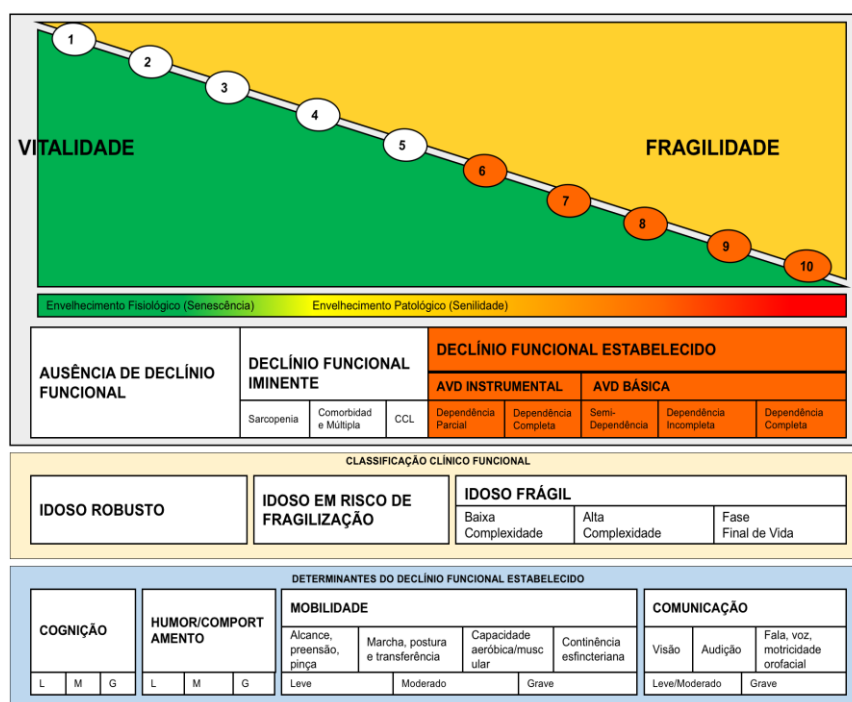 1
2
3
4
5
6
7
8
9
10
VITALIDADE
FRAGILIDADE
Envelhecimento Fisiológico (Senescência)
Envelhecimento Patológico (Senilidade)
AUSÊNCIA DE DECLÍNIO
FUNCIONAL
DECLÍNIO FUNCIONAL
IMINENTE
Sarcopenia
Comorbidad
e Múltipla
CCL
DECLÍNIO FUNCIONAL ESTABELECIDO
AVD INSTRUMENTAL
AVD BÁSICA
Dependência
Parcial
Dependência
Completa
Semi-
Dependência
Dependência
Incompleta
Dependência
Completa
CLASSIFICAÇÃO CLÍNICO FUNCIONAL
IDOSO ROBUSTO
IDOSO EM RISCO DE
FRAGILIZAÇÃO
IDOSO FRÁGIL
Baixa
Complexidade
Alta
Complexidade
Fase
Final de Vida
DETERMINANTES DO DECLÍNIO FUNCIONAL ESTABELECIDO
COGNIÇÃO
L M G
HUMOR/COMPORT
AMENTO
L M G
MOBILIDADE
Alcance,
preensão,
pinça
Marcha, postura
e transferência
Capacidade
aeróbica/musc
ular
Continência
esfincteriana
Leve Moderado Grave
COMUNICAÇÃO
Visão
Audição
Fala, voz,
motricidade
orofacial
Leve/Moderado Grave